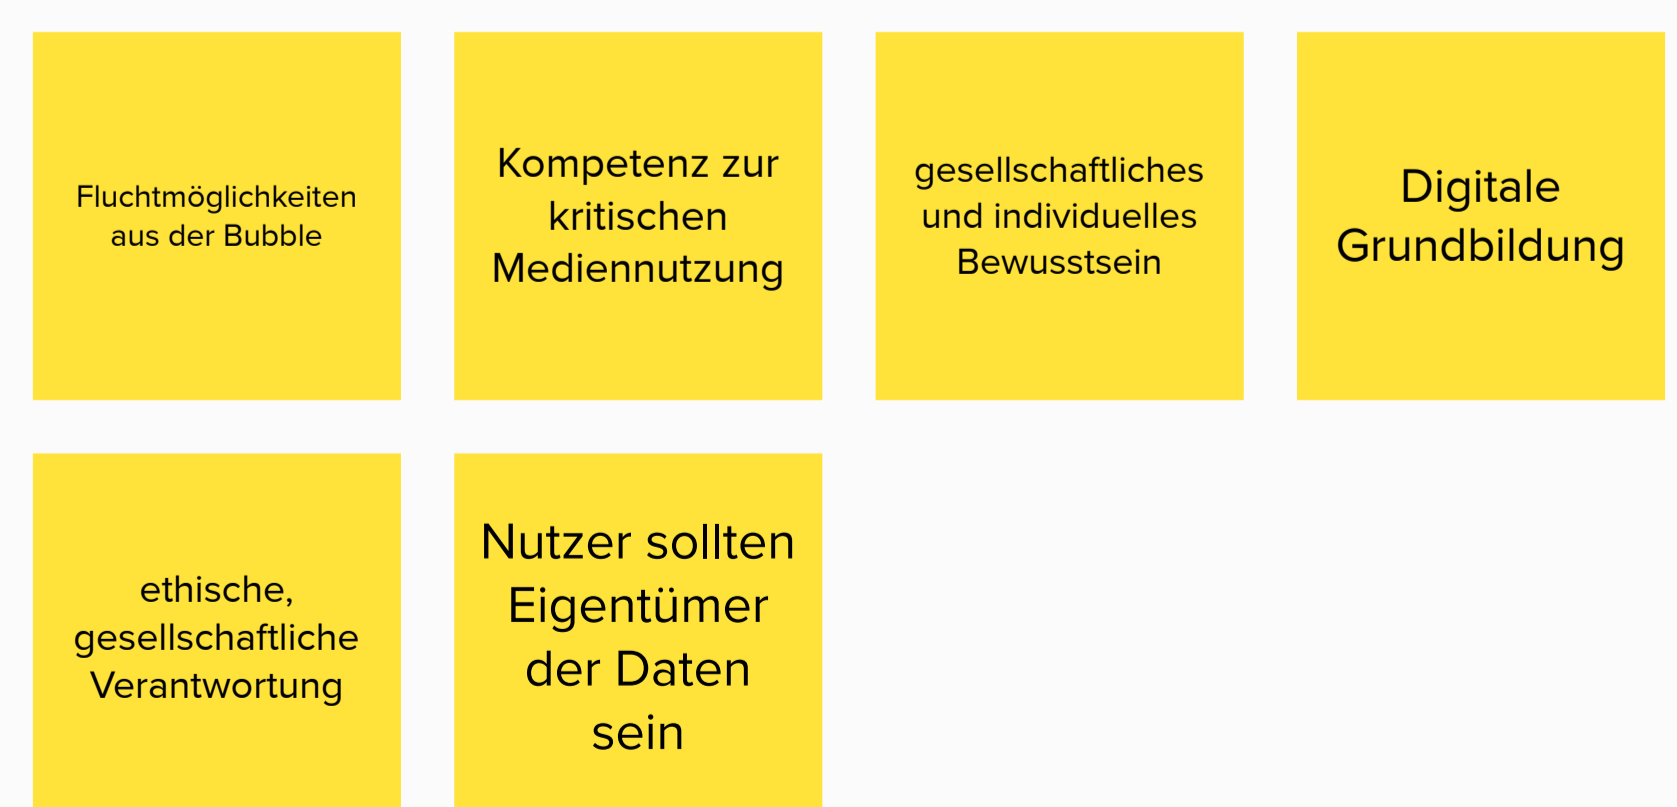 Fluchtmöglichkeiten
aus der Bubble
Kompetenz zur
kritischen
Mediennutzung
gesellschaftliches
und individuelles
Bewusstsein
Digitale
Grundbildung
ethische,
gesellschaftliche
Verantwortung
Nutzer sollten
Eigentümer
der Daten
sein